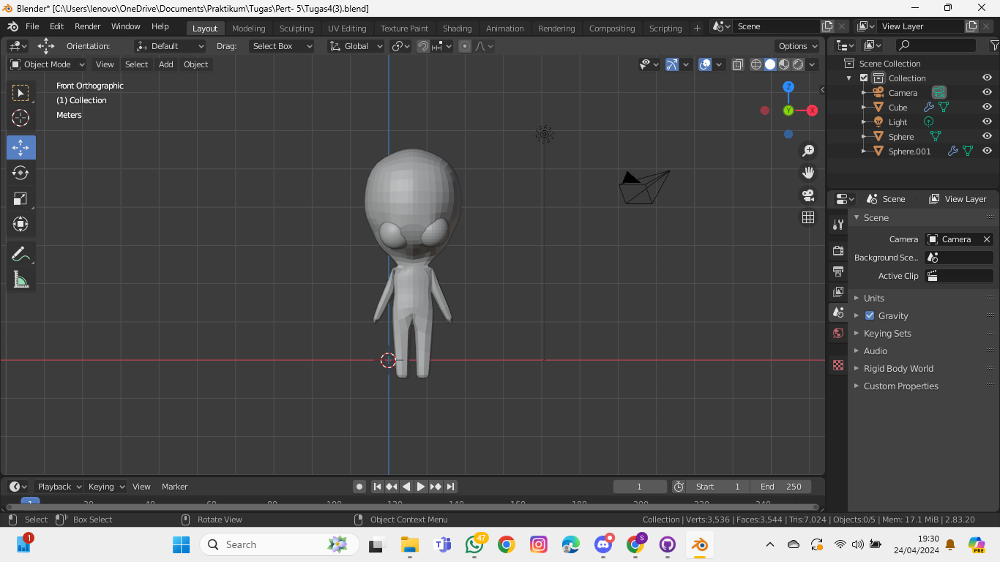 Blender* [C:\Users\lenovo\OneDrive\Documents\Praktikum\Tugas\Pert- 5\Tugas4(3).blend]
File Edit Render Window Help Layout Modeling Sculpting UV Editing Texture Paint Shading Animation Rendering Compositing Scripting + Scene View Layer
Orientation: Default Drag: Select Box Global Options
Object Mode View Select Add Object
Scene Collection
Collection
Camera
Cube
Light
Sphere
Sphere.001
Front Orthographic
(1) Collection
Meters
Z
Y
X
Scene View Layer
Scene
Camera Camera
Background Sce...
Active Clip
Units
Gravity
Keying Sets
Audio
Rigid Body World
Custom Properties
Playback Keying View Marker 1 Start 1 End 250
1 20 40 60 80 100 120 140 160 180 200 220 240
Select Box Select Rotate View Object Context Menu Collection | Verts:3,536 | Faces:3,544 | Tris:7,024 | Objects:0/5 | Mem: 17.1 MiB | 2.83.20
1 Search 47 S 19:30 PRE
24/04/2024